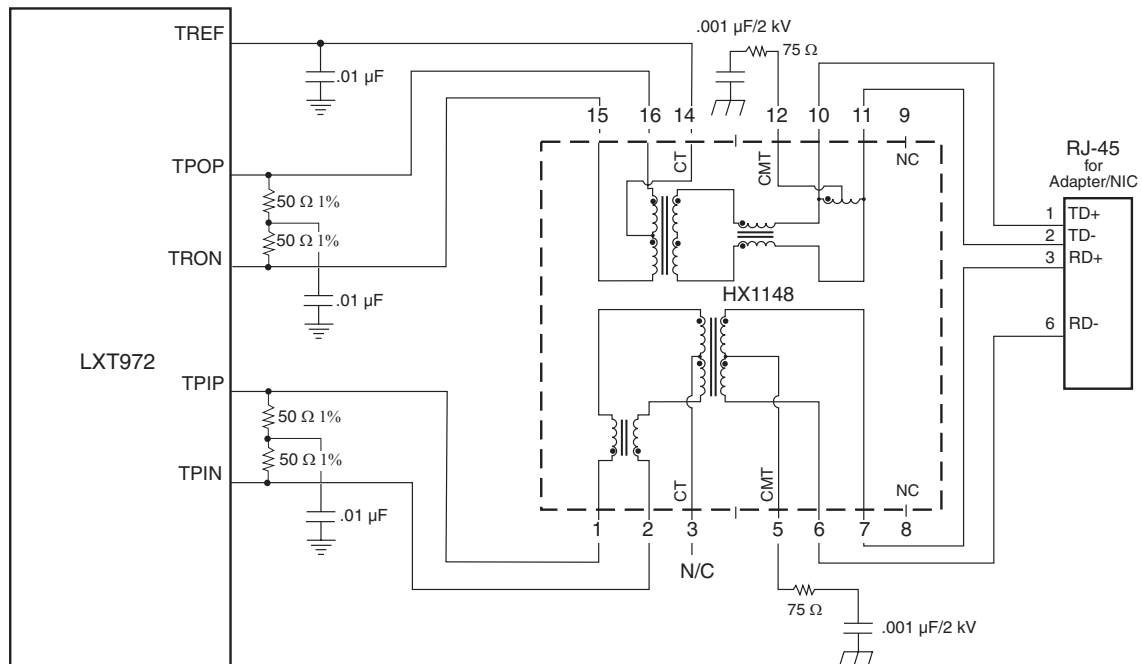 TREF
.01 µF
TPOP
50 Ω 1%
50 Ω 1%
TRON
.01 µF
LXT972
TPIP
50 Ω 1%
50 Ω 1%
TPIN
.01 µF
.001 µF/2 kV
75 Ω
15
16
14
12
10
11
9
CT
CMT
NC
HX1148
CT
CMT
NC
1
2
3
5
6
7
8
N/C
75 Ω
.001 µF/2 kV
RJ-45
for
Adapter/NIC
1 TD+
2 TD-
3 RD+
6 RD-